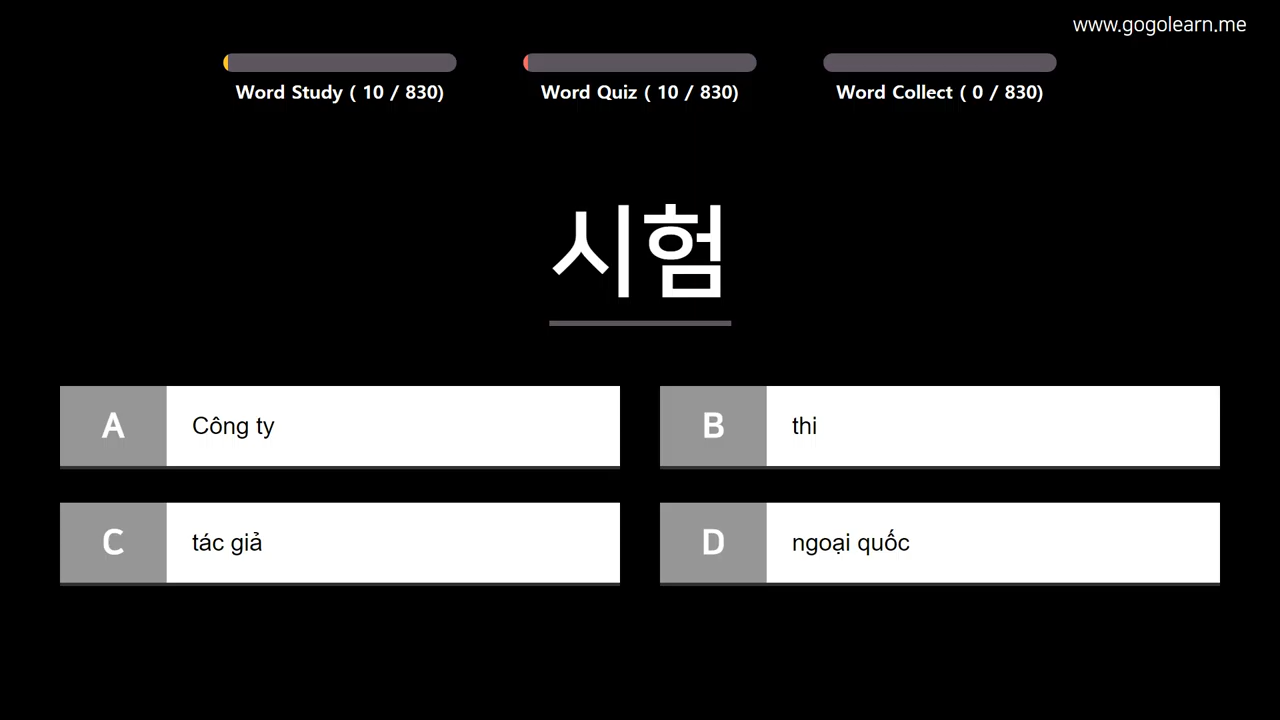 www.gogolearn.me
Word Study ( 10 / 830)
Word Quiz ( 10 / 830)
Word Collect ( 0 / 830)
시험
A Công ty
B thi
C tác giả
D ngoại quốc